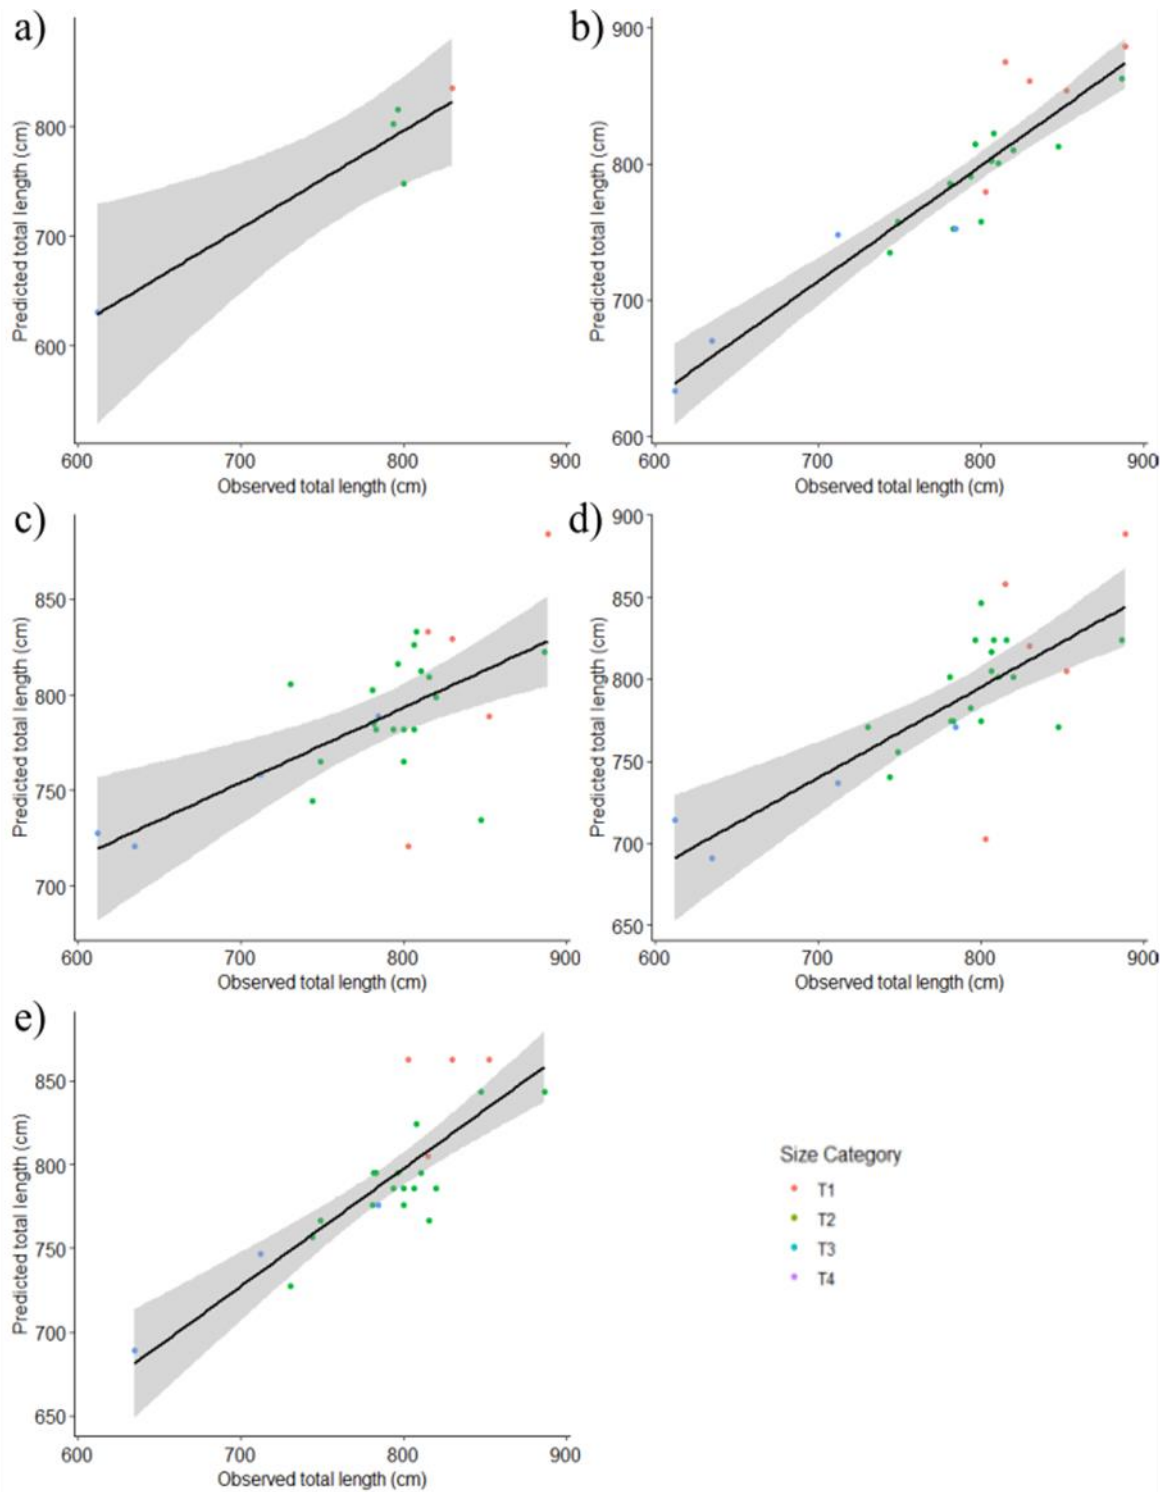 a)
800
700
600
Predicted total length (cm)
600 700 800 900
Observed total length (cm)
b)
900
800
700
600
Predicted total length (cm)
600 700 800 900
Observed total length (cm)
c)
850
800
750
700
Predicted total length (cm)
600 700 800 900
Observed total length (cm)
d)
900
850
800
750
700
650
Predicted total length (cm)
600 700 800 900
Observed total length (cm)
e)
850
800
750
700
650
Predicted total length (cm)
600 700 800 900
Observed total length (cm)
Size Category
T1
T2
T3
T4